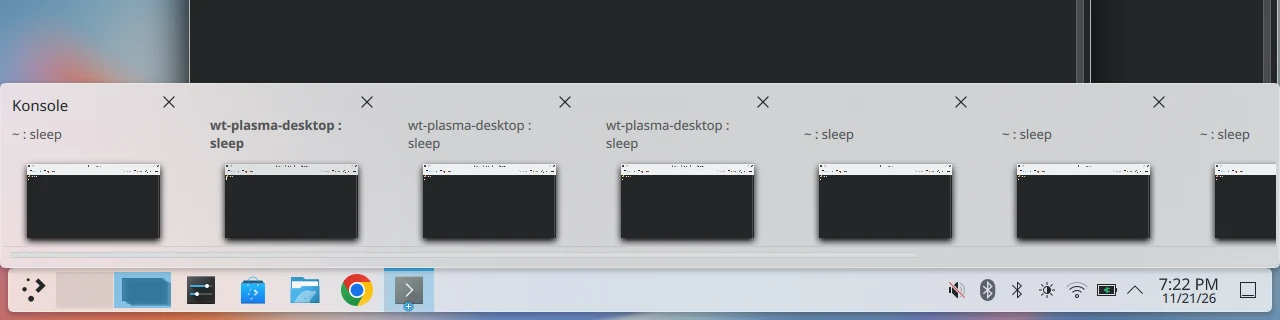 Konsole
~ : sleep
wt-plasma-desktop :
sleep
wt-plasma-desktop :
sleep
wt-plasma-desktop :
sleep
~ : sleep
~ : sleep
~ : sleep
7:22 PM
11/21/26